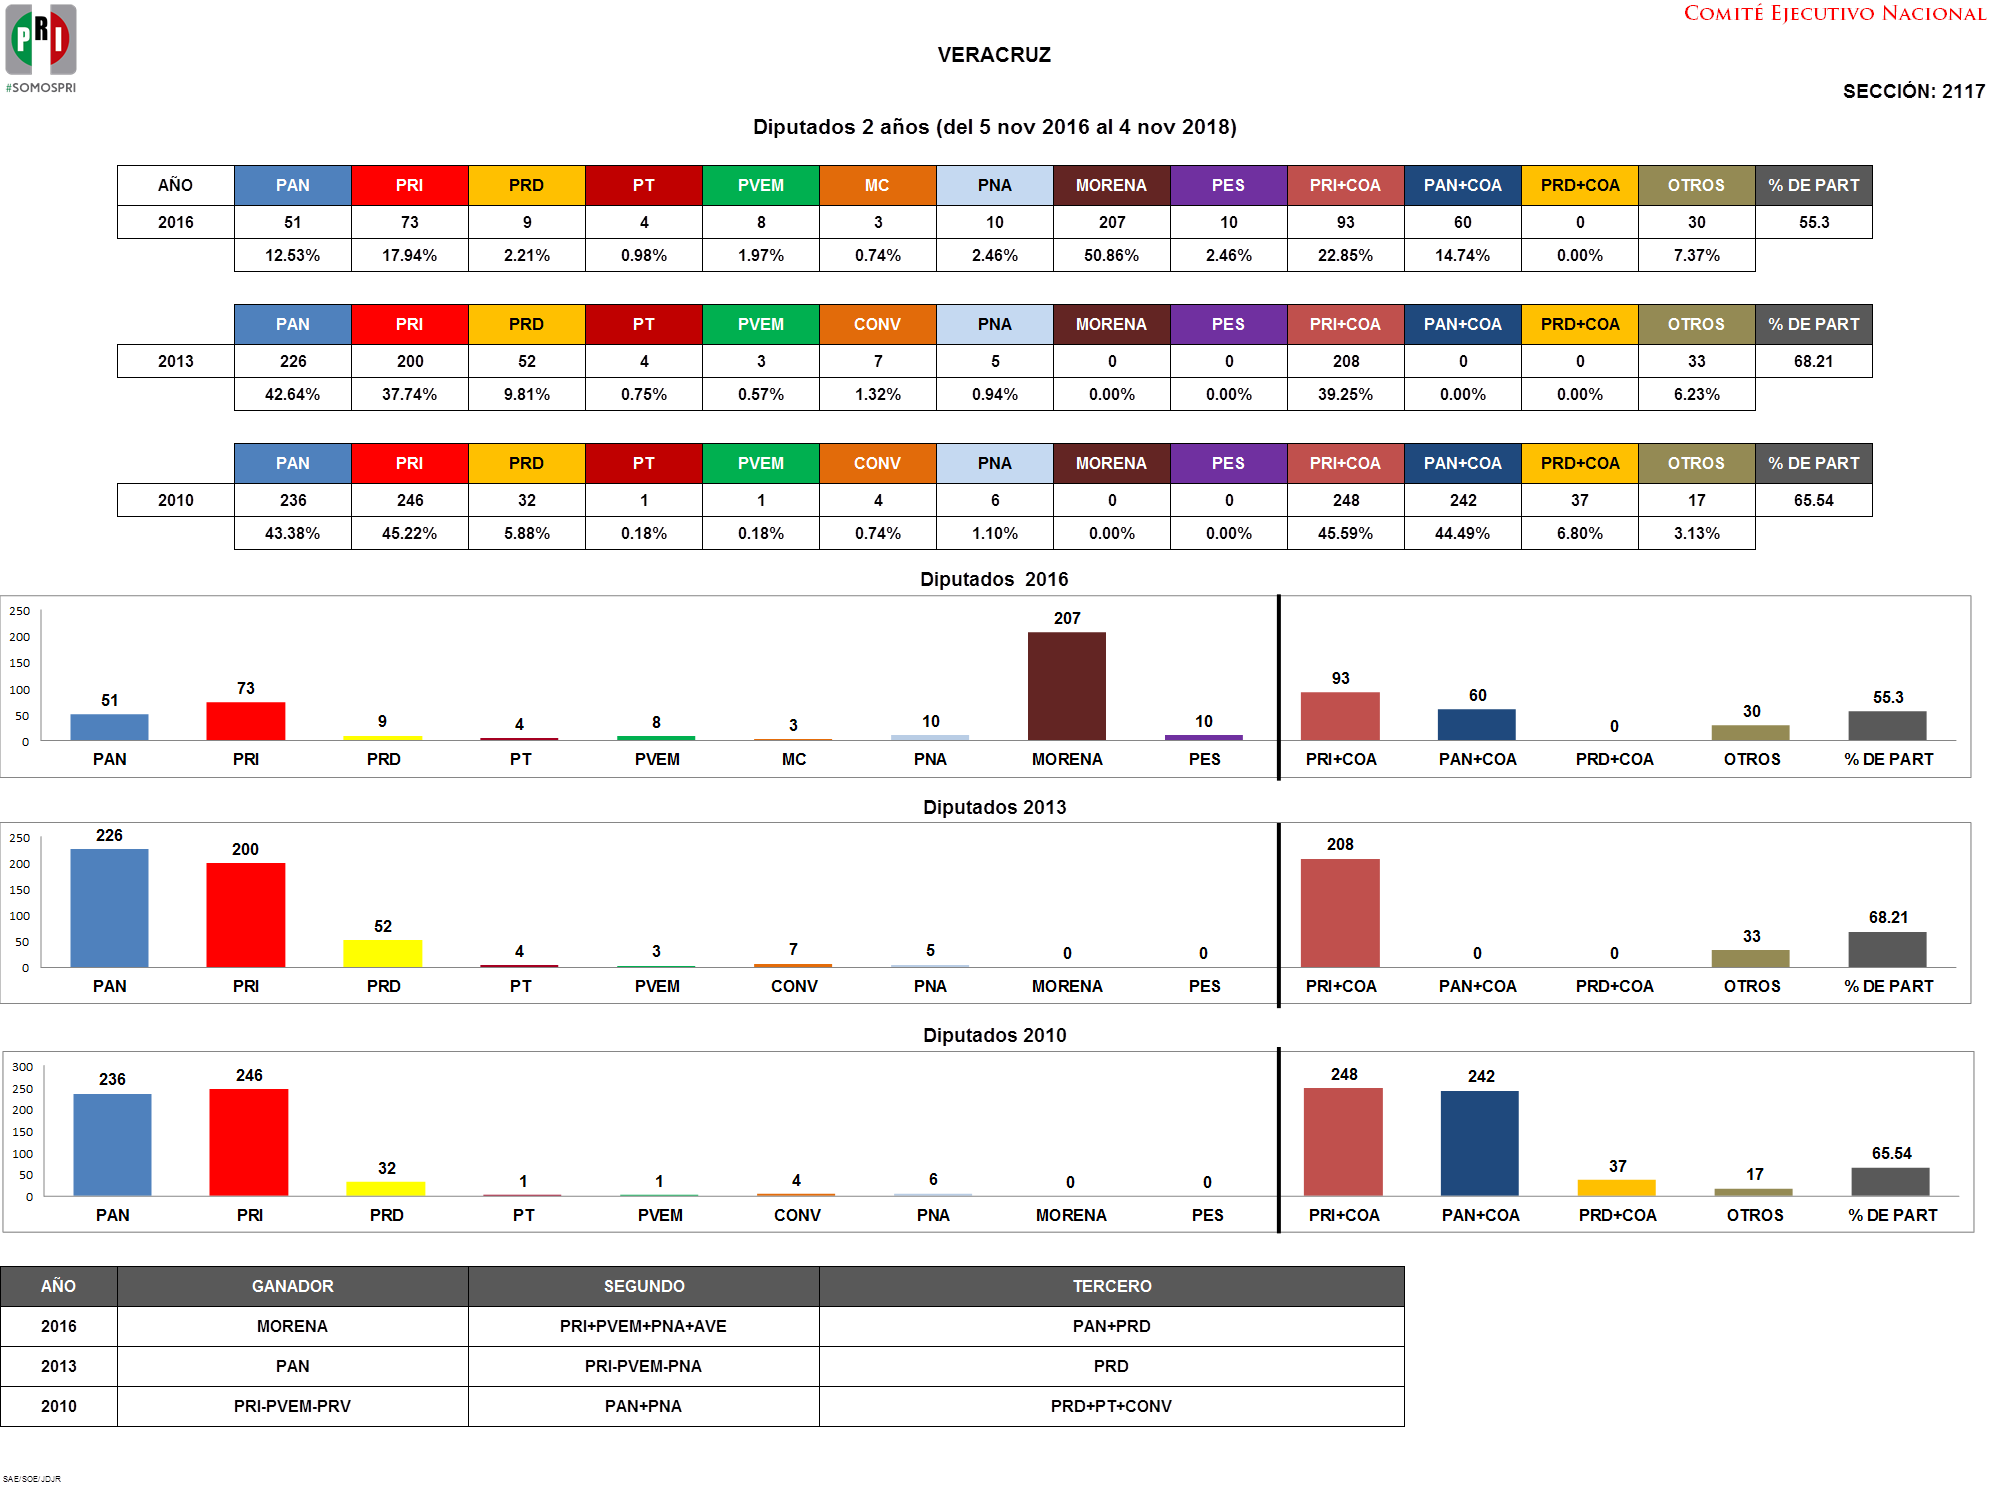 PRI
#SOMOSPRI
COMITÉ EJECUTIVO NACIONAL
VERACRUZ
SECCIÓN: 2117
Diputados 2 años (del 5 nov 2016 al 4 nov 2018)
AÑO PAN PRI PRD PT PVEM MC PNA MORENA PES PRI+COA PAN+COA PRD+COA OTROS % DE PART
2016 51 73 9 4 8 3 10 207 10 93 60 0 30 55.3
12.53% 17.94% 2.21% 0.98% 1.97% 0.74% 2.46% 50.86% 2.46% 22.85% 14.74% 0.00% 7.37%
PAN PRI PRD PT PVEM CONV PNA MORENA PES PRI+COA PAN+COA PRD+COA OTROS % DE PART
2013 226 200 52 4 3 7 5 0 0 208 0 0 33 68.21
42.64% 37.74% 9.81% 0.75% 0.57% 1.32% 0.94% 0.00% 0.00% 39.25% 0.00% 0.00% 6.23%
PAN PRI PRD PT PVEM CONV PNA MORENA PES PRI+COA PAN+COA PRD+COA OTROS % DE PART
2010 236 246 32 1 1 4 6 0 0 248 242 37 17 65.54
43.38% 45.22% 5.88% 0.18% 0.18% 0.74% 1.10% 0.00% 0.00% 45.59% 44.49% 6.80% 3.13%
Diputados 2016
250
200
150
100
50
0
51 73 9 4 8 3 10 207 10 93 60 0 30 55.3
PAN PRI PRD PT PVEM MC PNA MORENA PES PRI+COA PAN+COA PRD+COA OTROS % DE PART
Diputados 2013
250
200
150
100
50
0
226 200 52 4 3 7 5 0 0 208 0 0 33 68.21
PAN PRI PRD PT PVEM CONV PNA MORENA PES PRI+COA PAN+COA PRD+COA OTROS % DE PART
Diputados 2010
300
250
200
150
100
50
0
236 246 32 1 1 4 6 0 0 248 242 37 17 65.54
PAN PRI PRD PT PVEM CONV PNA MORENA PES PRI+COA PAN+COA PRD+COA OTROS % DE PART
AÑO GANADOR SEGUNDO TERCERO
2016 MORENA PRI+PVEM+PNA+AVE PAN+PRD
2013 PAN PRI-PVEM-PNA PRD
2010 PRI-PVEM-PRV PAN+PNA PRD+PT+CONV
SAE/SOE/JDJR